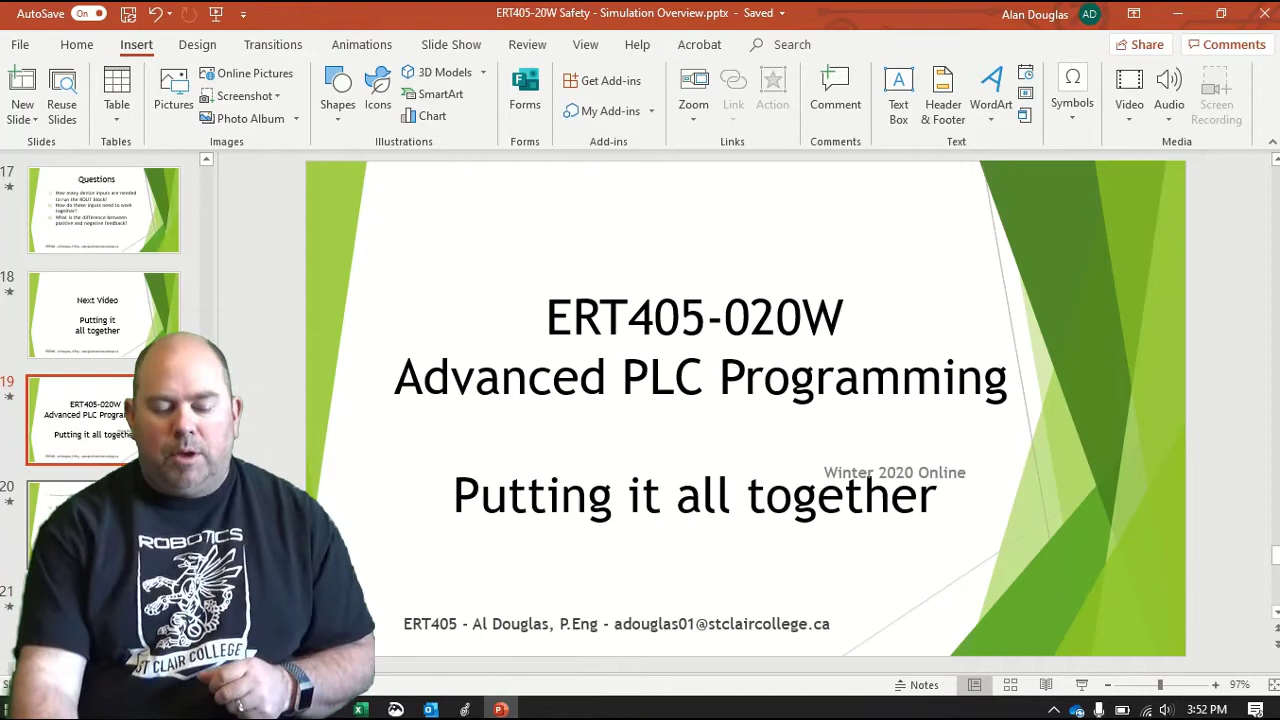 AutoSave On
ERT405-20W Safety - Simulation Overview.pptx - Saved
Alan Douglas AD
File Home Insert Design Transitions Animations Slide Show Review View Help Acrobat Search Share Comments
New Slide
Reuse Slides
Slides
Table
Tables
Pictures
Online Pictures
Screenshot
Photo Album
Images
Shapes
Icons
3D Models
SmartArt
Chart
Illustrations
Forms
Forms
Get Add-ins
My Add-ins
Add-ins
Zoom
Link
Action
Links
Comment
Comments
Text Box
Header & Footer
WordArt
Text
Symbols
Video
Audio
Screen Recording
Media
17
Questions
How many device inputs are needed
to run the ROUT block?
How do these inputs need to work
together?
What is the difference between
positive and negative feedback?
18
Next Video
Putting it
all together
19
ERT405-020W
Advanced PLC Program
Putting it all togethe
20
21
ERT405-020W
Advanced PLC Programming
Winter 2020 Online
Putting it all together
ERT405 - Al Douglas, P.Eng - adouglas01@stclaircollege.ca
ROBOTICS
ST CLAIR COLLEGE
Notes
97%
3:52 PM